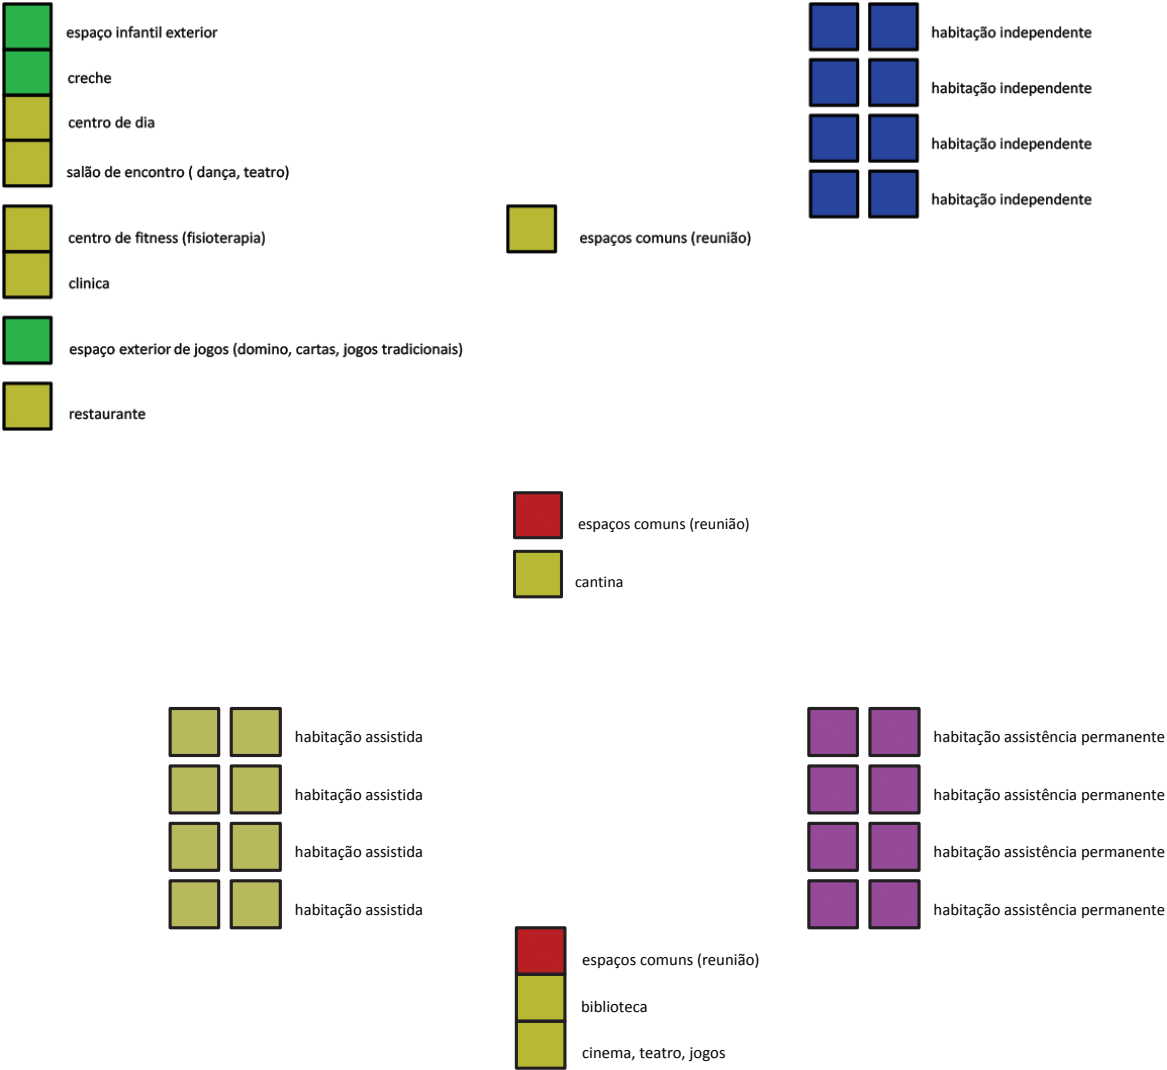 espaço infantil exterior
creche
centro de dia
salão de encontro ( dança, teatro)
centro de fitness (fisioterapia)
clinica
espaço exterior de jogos (domino, cartas, jogos tradicionais)
restaurante
espaços comuns (reunião)
habitação independente
habitação independente
habitação independente
habitação independente
espaços comuns (reunião)
cantina
habitação assistida
habitação assistida
habitação assistida
habitação assistida
habitação assistência permanente
habitação assistência permanente
habitação assistência permanente
habitação assistência permanente
espaços comuns (reunião)
biblioteca
cinema, teatro, jogos